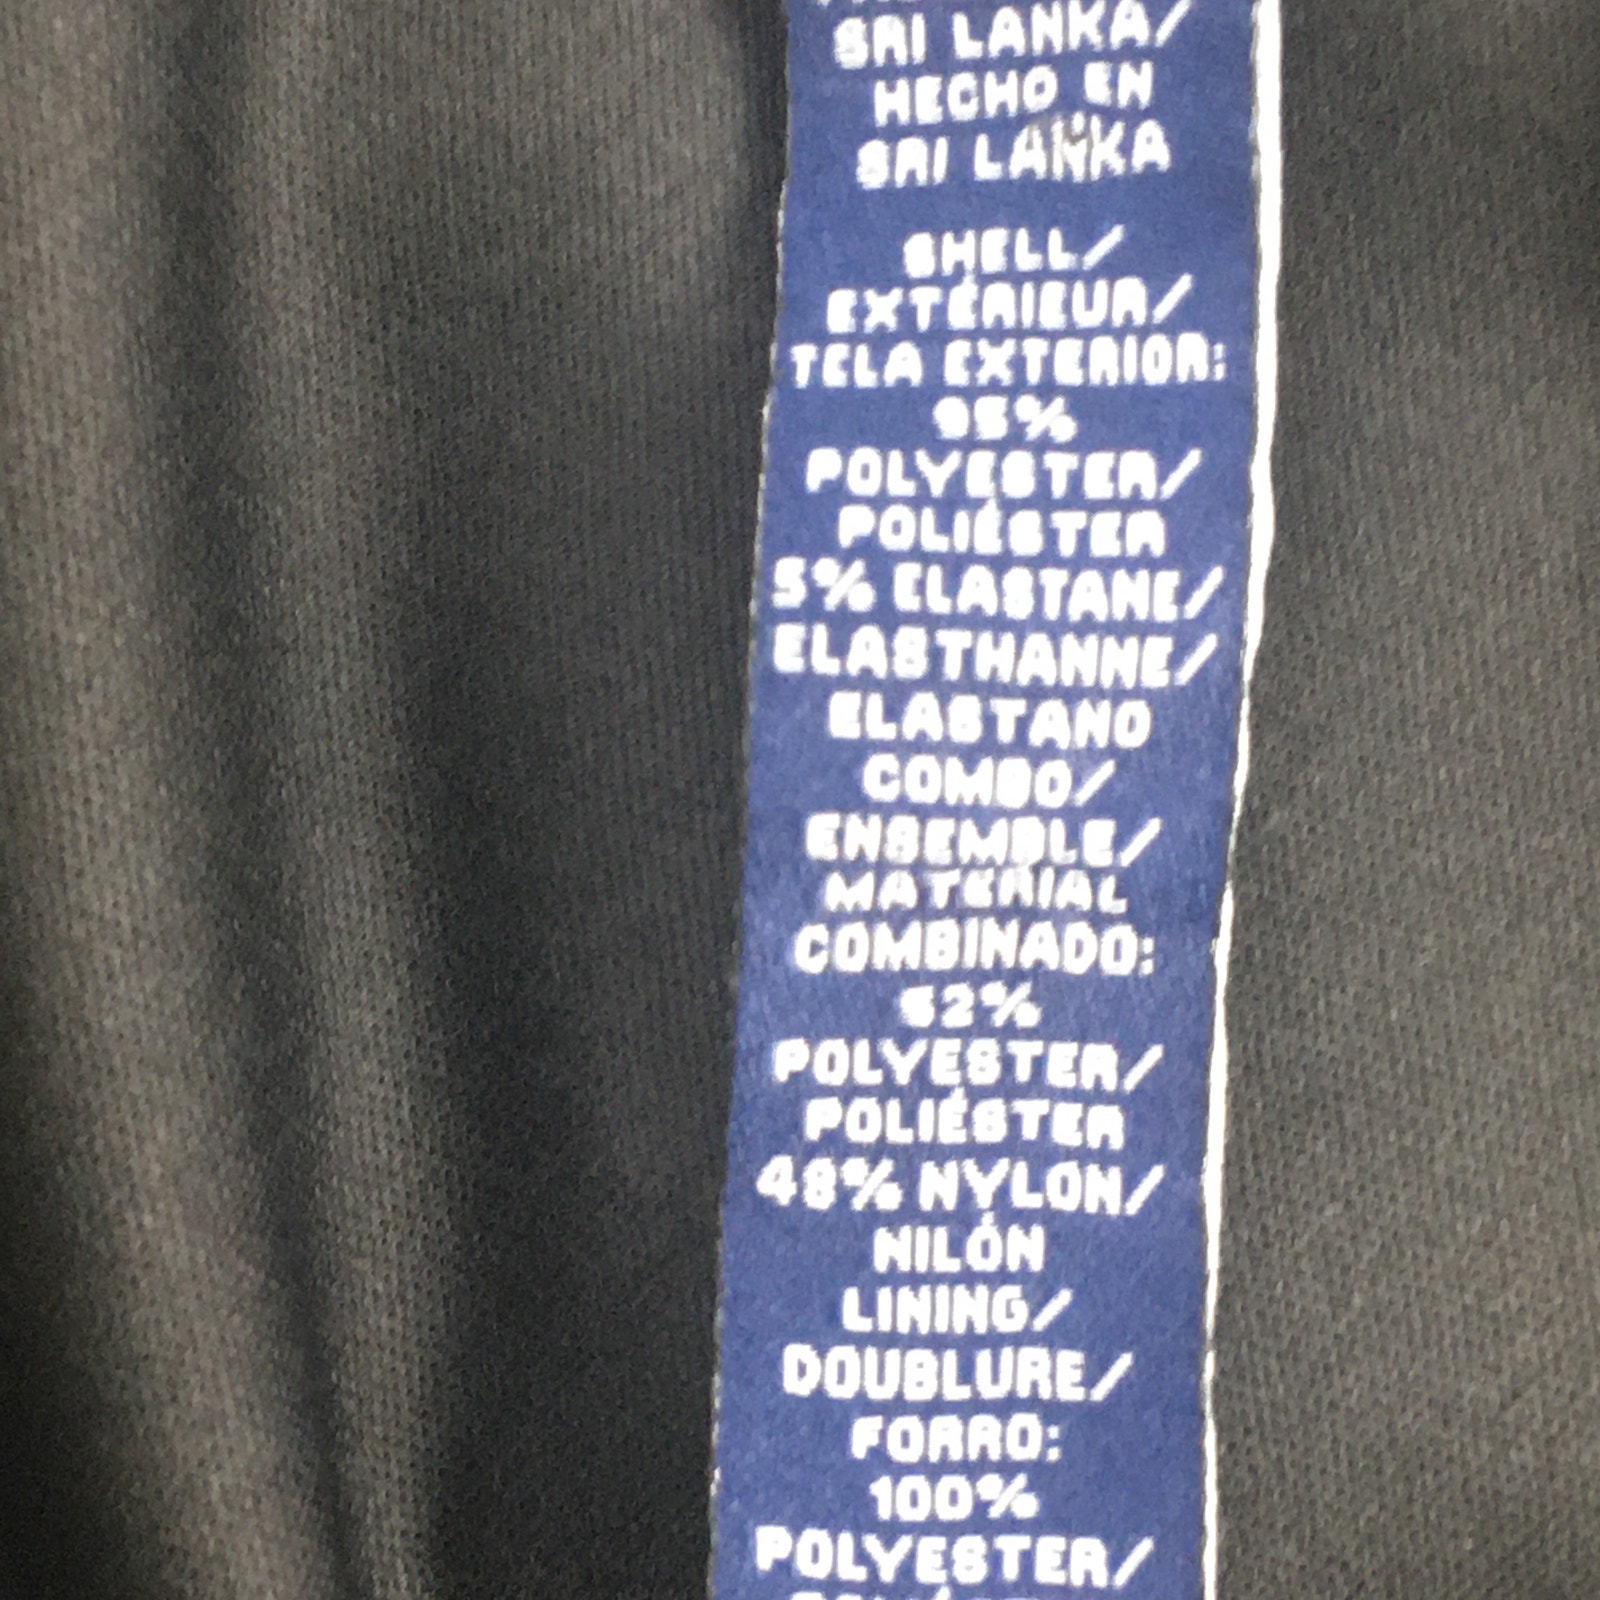 SRI LANKA/
HECHO EN
SRI LANKA
SHELL/
EXTÉRIEUR/
TELA EXTERIOR:
95%
POLYESTER/
POLIÉSTER
5% ELASTANE/
ELASTHANNE/
ELASTANO
COMBO/
ENSEMBLE/
MATERIAL
COMBINADO:
52%
POLYESTER/
POLIÉSTER
48% NYLON/
NILÓN
LINING/
DOUBLURE/
FORRO:
100%
POLYESTER/